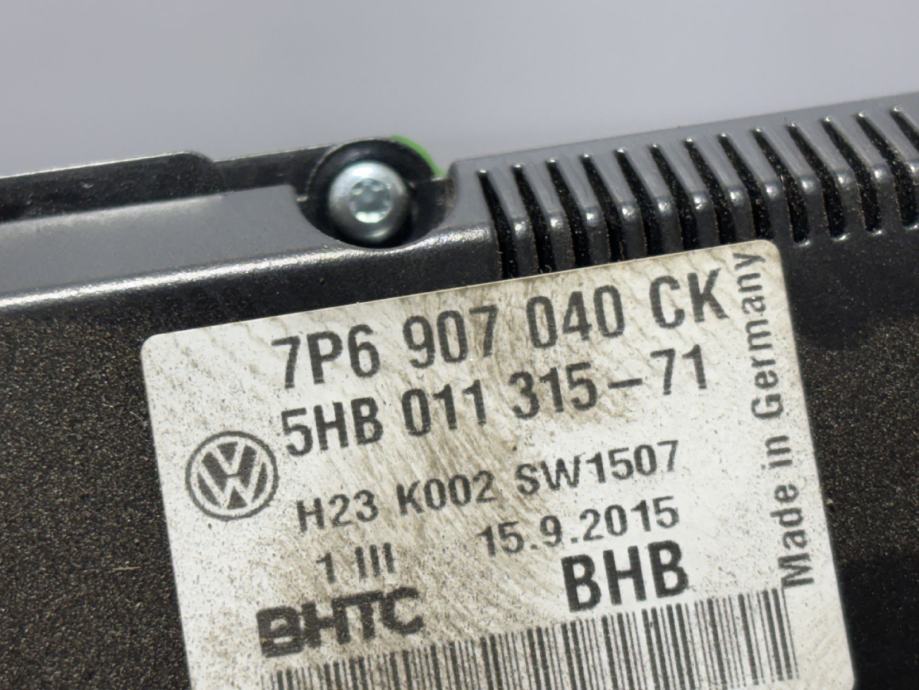 7P6 907 040 CK
5HB 011 315-71
H23 K002 SW1507
1 III 15.9.2015
BHTC BHB
Made in Germany